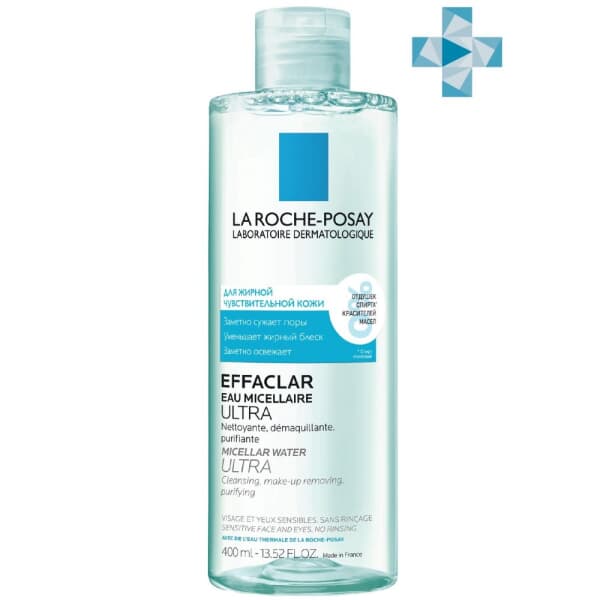 LA ROCHE-POSAY
LABORATOIRE DERMATOLOGIQUE
ДЛЯ ЖИРНОЙ
ЧУВСТВИТЕЛЬНОЙ КОЖИ
0%
ОТДУШЕК
СПИРТА*
КРАСИТЕЛЕЙ
МАСЕЛ
Заметно сужает поры
Уменьшает жирный блеск
Заметно освежает
EFFACLAR
EAU MICELLAIRE
ULTRA
Nettoyante, démaquillante,
purifiante
MICELLAR WATER
ULTRA
Cleansing, make-up removing,
purifying
VISAGE ET YEUX SENSIBLES, SANS RINÇAGE
SENSITIVE FACE AND EYES, NO RINSING
AVEC DE L'EAU THERMALE DE LA ROCHE-POSAY
400 ml - 13.52 FL.OZ. Made in France